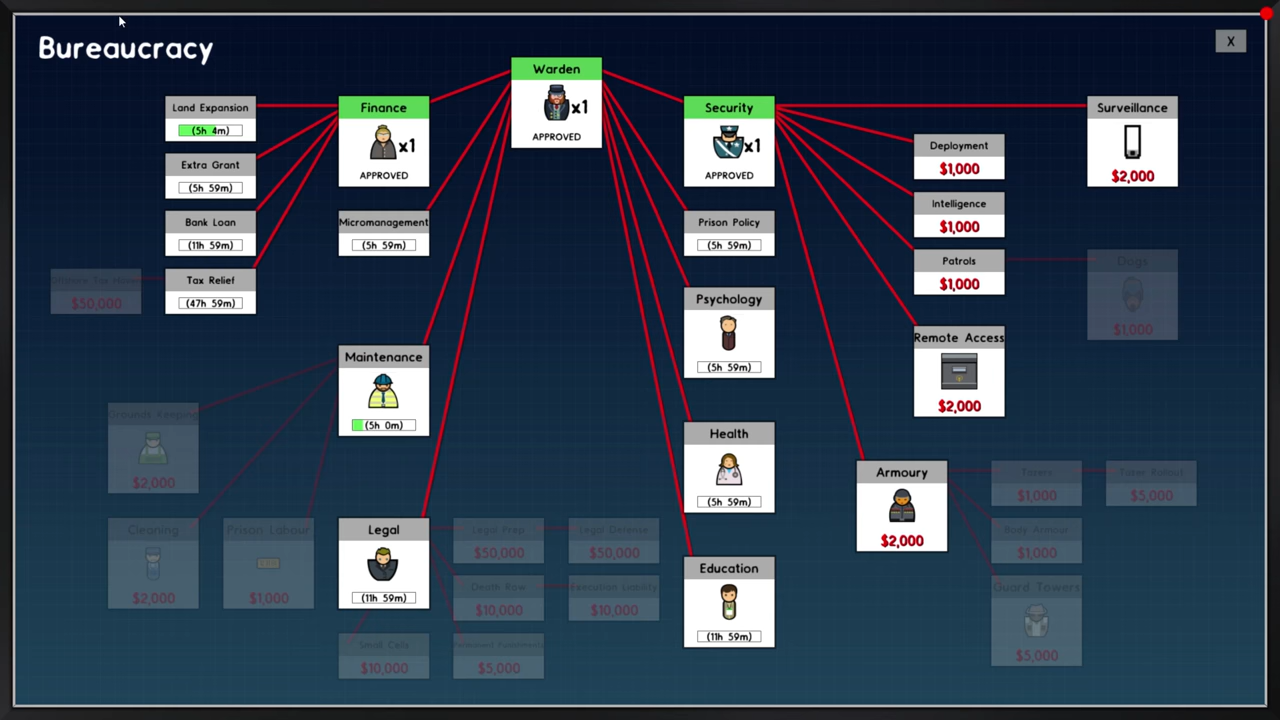 Bureaucracy
X
Warden
x1
APPROVED
Land Expansion
(5h 4m)
Finance
x1
APPROVED
Security
x1
APPROVED
Surveillance
$2,000
Extra Grant
(5h 59m)
Deployment
$1,000
Bank Loan
(11h 59m)
Micromanagement
(5h 59m)
Prison Policy
(5h 59m)
Intelligence
$1,000
Patrols
$1,000
Dogs
$1,000
$50,000
Tax Relief
(47h 59m)
Psychology
(5h 59m)
Remote Access
$2,000
Maintenance
(5h 0m)
Grounds Keeping
$2,000
Health
(5h 59m)
Armoury
$2,000
Tazers
$1,000
Tazer Rollout
$5,000
Cleaning
$2,000
Prison Labour
$1,000
Legal
(11h 59m)
Legal Prep
$50,000
Legal Defense
$50,000
Body Armour
$1,000
Education
(11h 59m)
Death Row
$10,000
Execution Liability
$10,000
Guard Towers
$5,000
Small Cells
$10,000
$5,000